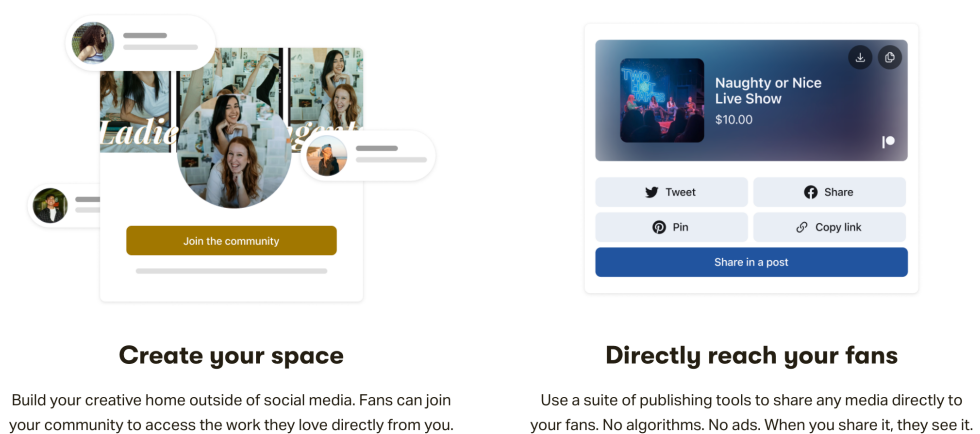 Ladie
agent
Join the community
Create your space
Build your creative home outside of social media. Fans can join
your community to access the work they love directly from you.
TWO
HOT
Naughty or Nice
Live Show
$10.00
Tweet
Share
Pin
Copy link
Share in a post
Directly reach your fans
Use a suite of publishing tools to share any media directly to
your fans. No algorithms. No ads. When you share it, they see it.